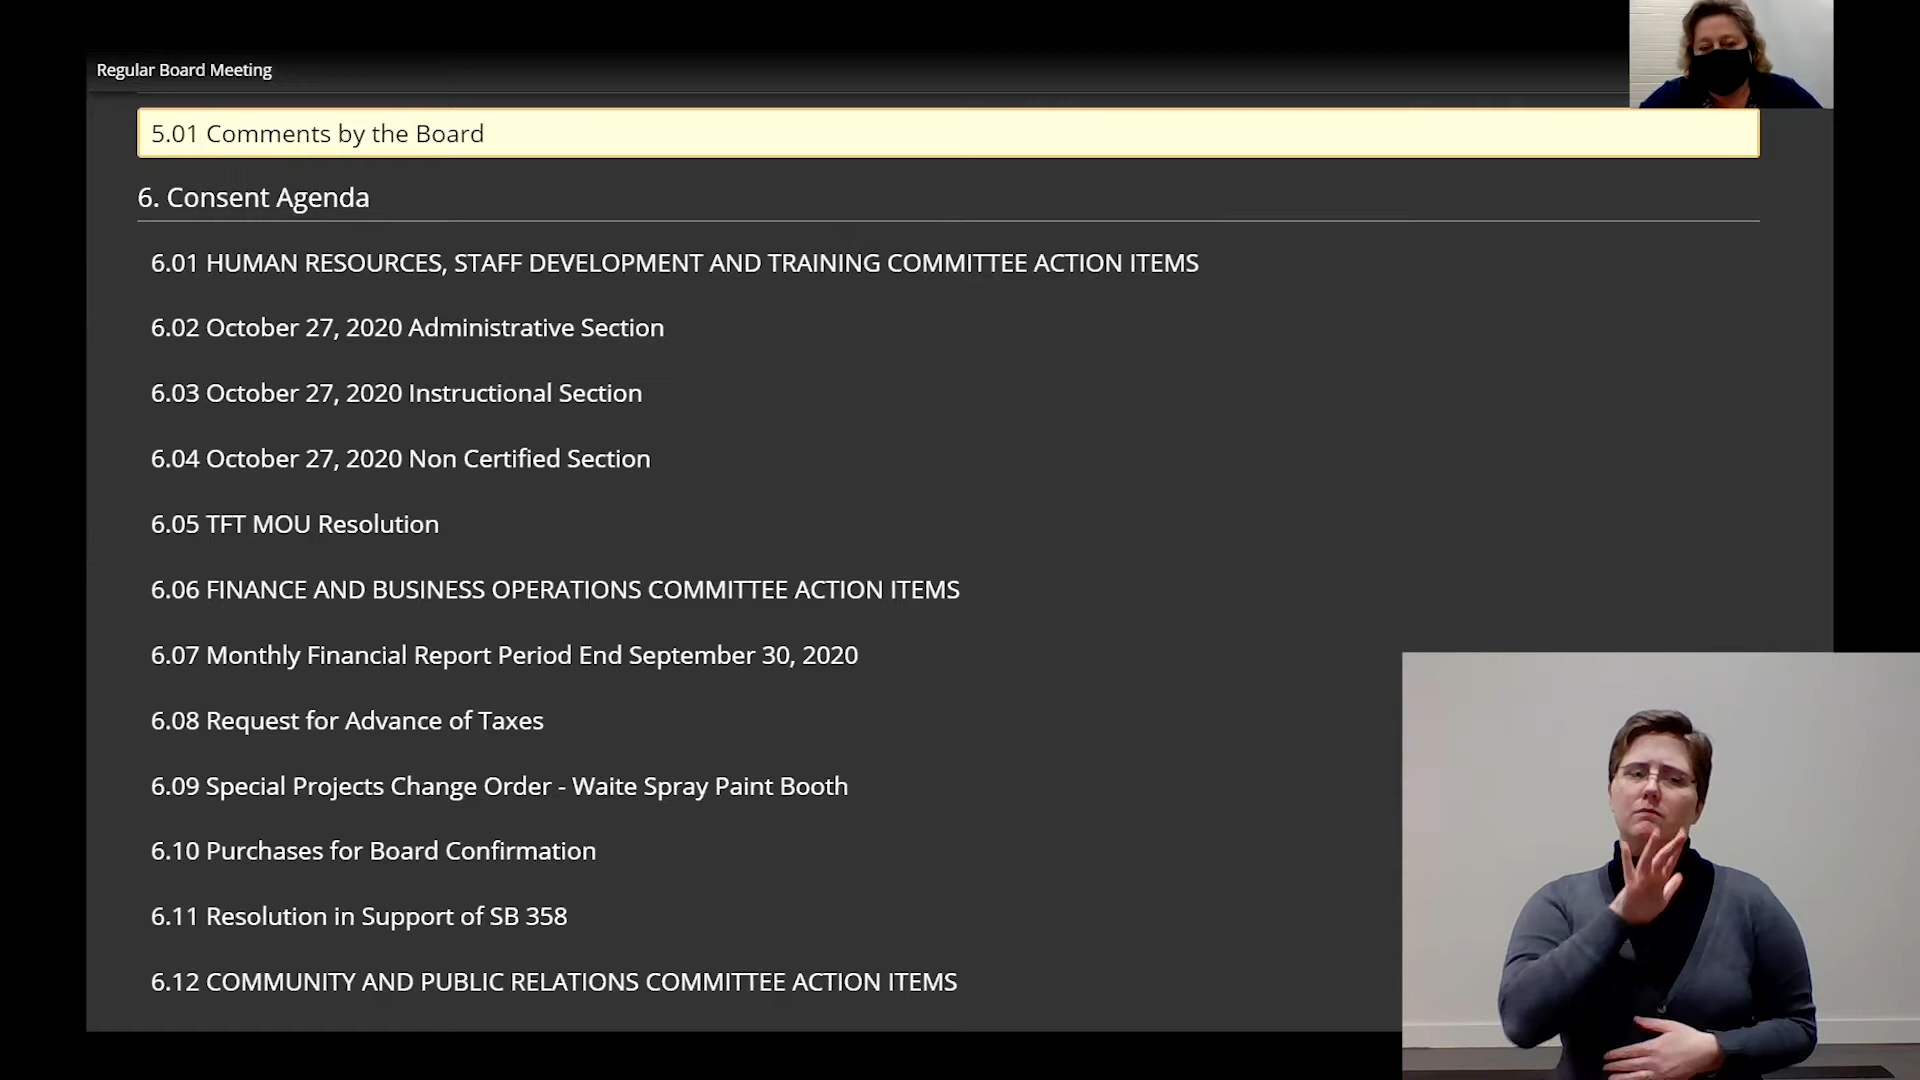 Regular Board Meeting
5.01 Comments by the Board
6. Consent Agenda
6.01 HUMAN RESOURCES, STAFF DEVELOPMENT AND TRAINING COMMITTEE ACTION ITEMS
6.02 October 27, 2020 Administrative Section
6.03 October 27, 2020 Instructional Section
6.04 October 27, 2020 Non Certified Section
6.05 TFT MOU Resolution
6.06 FINANCE AND BUSINESS OPERATIONS COMMITTEE ACTION ITEMS
6.07 Monthly Financial Report Period End September 30, 2020
6.08 Request for Advance of Taxes
6.09 Special Projects Change Order - Waite Spray Paint Booth
6.10 Purchases for Board Confirmation
6.11 Resolution in Support of SB 358
6.12 COMMUNITY AND PUBLIC RELATIONS COMMITTEE ACTION ITEMS